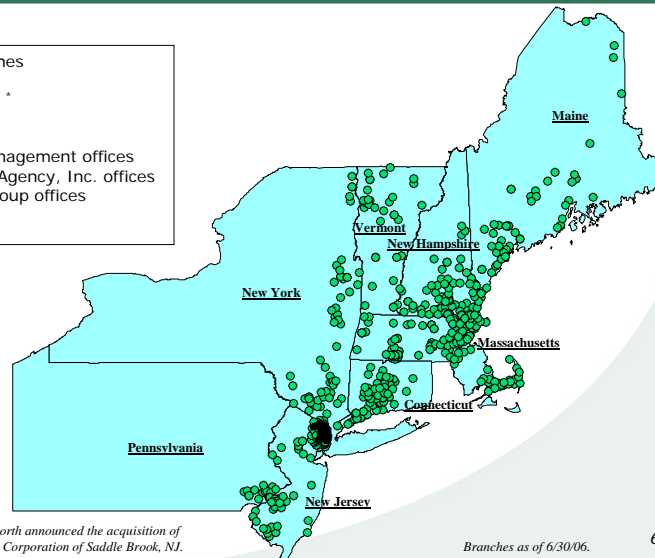 nes
*
nagement offices
Agency, Inc. offices
oup offices
Maine
Vermont
New Hampshire
New York
Massachusetts
Connecticut
Pennsylvania
New Jersey
orth announced the acquisition of
Corporation of Saddle Brook, NJ.
Branches as of 6/30/06.
6